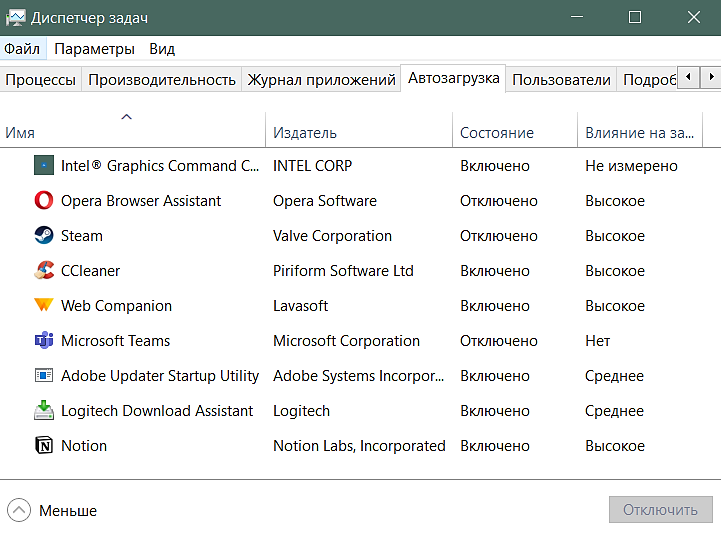 Диспетчер задач
Файл Параметры Вид
Процессы Производительность Журнал приложений Автозагрузка Пользователи Подроб
Имя Издатель Состояние Влияние на за...
Intel® Graphics Command C... INTEL CORP Включено Не измерено
Opera Browser Assistant Opera Software Отключено Высокое
Steam Valve Corporation Отключено Высокое
CCleaner Piriform Software Ltd Включено Высокое
Web Companion Lavasoft Включено Высокое
Microsoft Teams Microsoft Corporation Отключено Нет
Adobe Updater Startup Utility Adobe Systems Incorpor... Включено Среднее
Logitech Download Assistant Logitech Включено Среднее
Notion Notion Labs, Incorporated Включено Высокое
Меньше Отключить